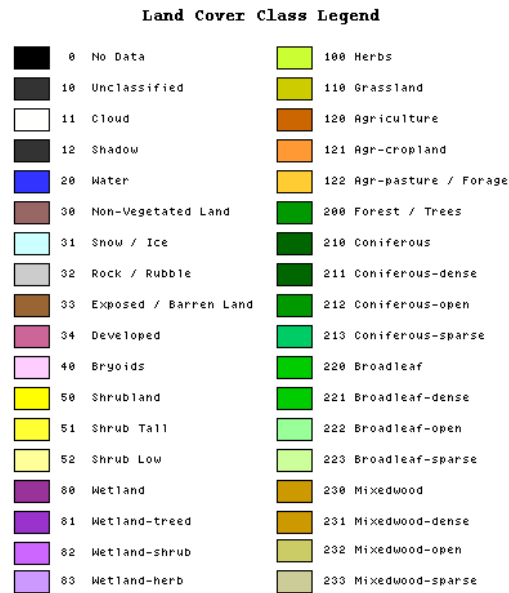 Land Cover Class Legend
0 No Data
10 Unclassified
11 Cloud
12 Shadow
20 Water
30 Non-Vegetated Land
31 Snow / Ice
32 Rock / Rubble
33 Exposed / Barren Land
34 Developed
40 Bryoids
50 Shrubland
51 Shrub Tall
52 Shrub Low
80 Wetland
81 Wetland-treed
82 Wetland-shrub
83 Wetland-herb
100 Herbs
110 Grassland
120 Agriculture
121 Agr-cropland
122 Agr-pasture / Forage
200 Forest / Trees
210 Coniferous
211 Coniferous-dense
212 Coniferous-open
213 Coniferous-sparse
220 Broadleaf
221 Broadleaf-dense
222 Broadleaf-open
223 Broadleaf-sparse
230 Mixedwood
231 Mixedwood-dense
232 Mixedwood-open
233 Mixedwood-sparse